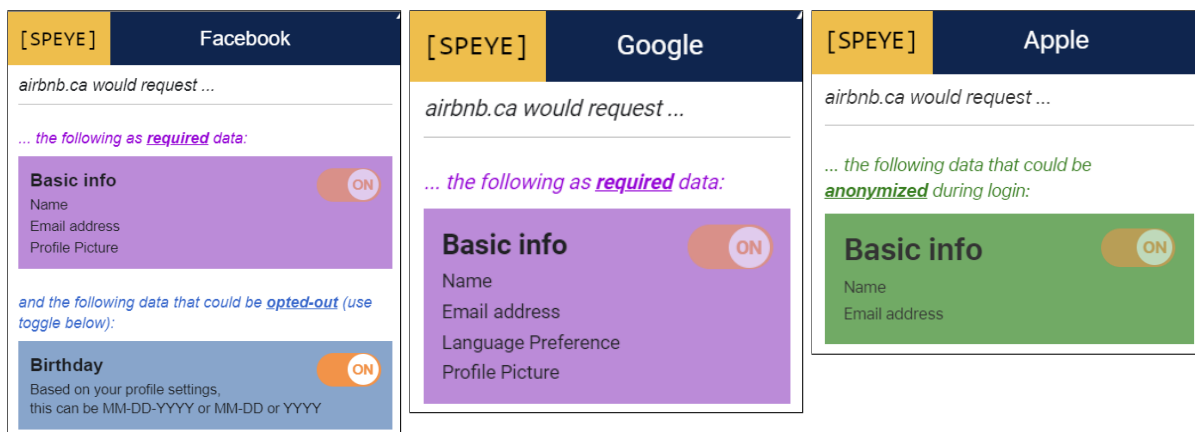 [SPEYE]
Facebook
airbnb.ca would request ...
... the following as required data:
Basic info
ON
Name
Email address
Profile Picture
and the following data that could be opted-out (use
toggle below):
Birthday
ON
Based on your profile settings,
this can be MM-DD-YYYY or MM-DD or YYYY
[SPEYE]
Google
airbnb.ca would request ...
... the following as required data:
Basic info
ON
Name
Email address
Language Preference
Profile Picture
[SPEYE]
Apple
airbnb.ca would request ...
... the following data that could be
anonymized during login:
Basic info
ON
Name
Email address